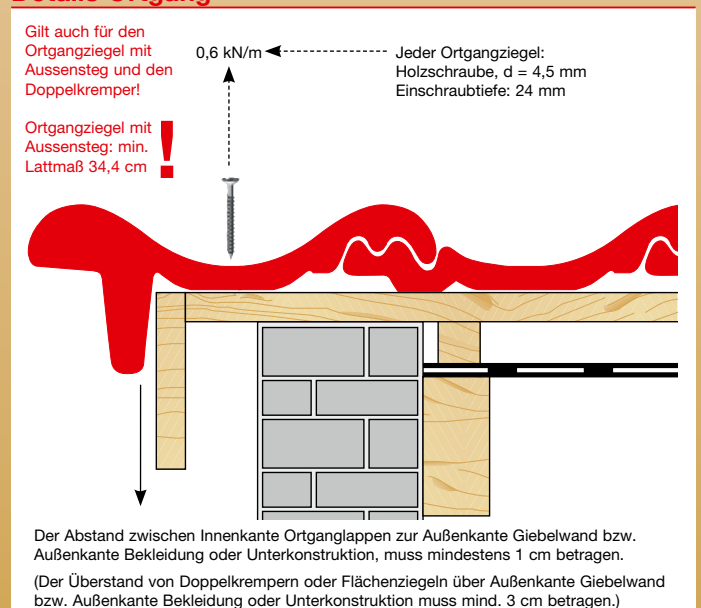 Details Ortgang
Gilt auch für den
Ortgangziegel mit
Aussensteg und den
Doppelkremper!
Ortgangziegel mit
Aussensteg: min.
Lattmaß 34,4 cm
!
0,6 kN/m
Jeder Ortgangziegel:
Holzschraube, d = 4,5 mm
Einschraubtiefe: 24 mm
Der Abstand zwischen Innenkante Ortganglappen zur Außenkante Giebelwand bzw.
Außenkante Bekleidung oder Unterkonstruktion, muss mindestens 1 cm betragen.
(Der Überstand von Doppelkrempern oder Flächenziegeln über Außenkante Giebelwand
bzw. Außenkante Bekleidung oder Unterkonstruktion muss mind. 3 cm betragen.)